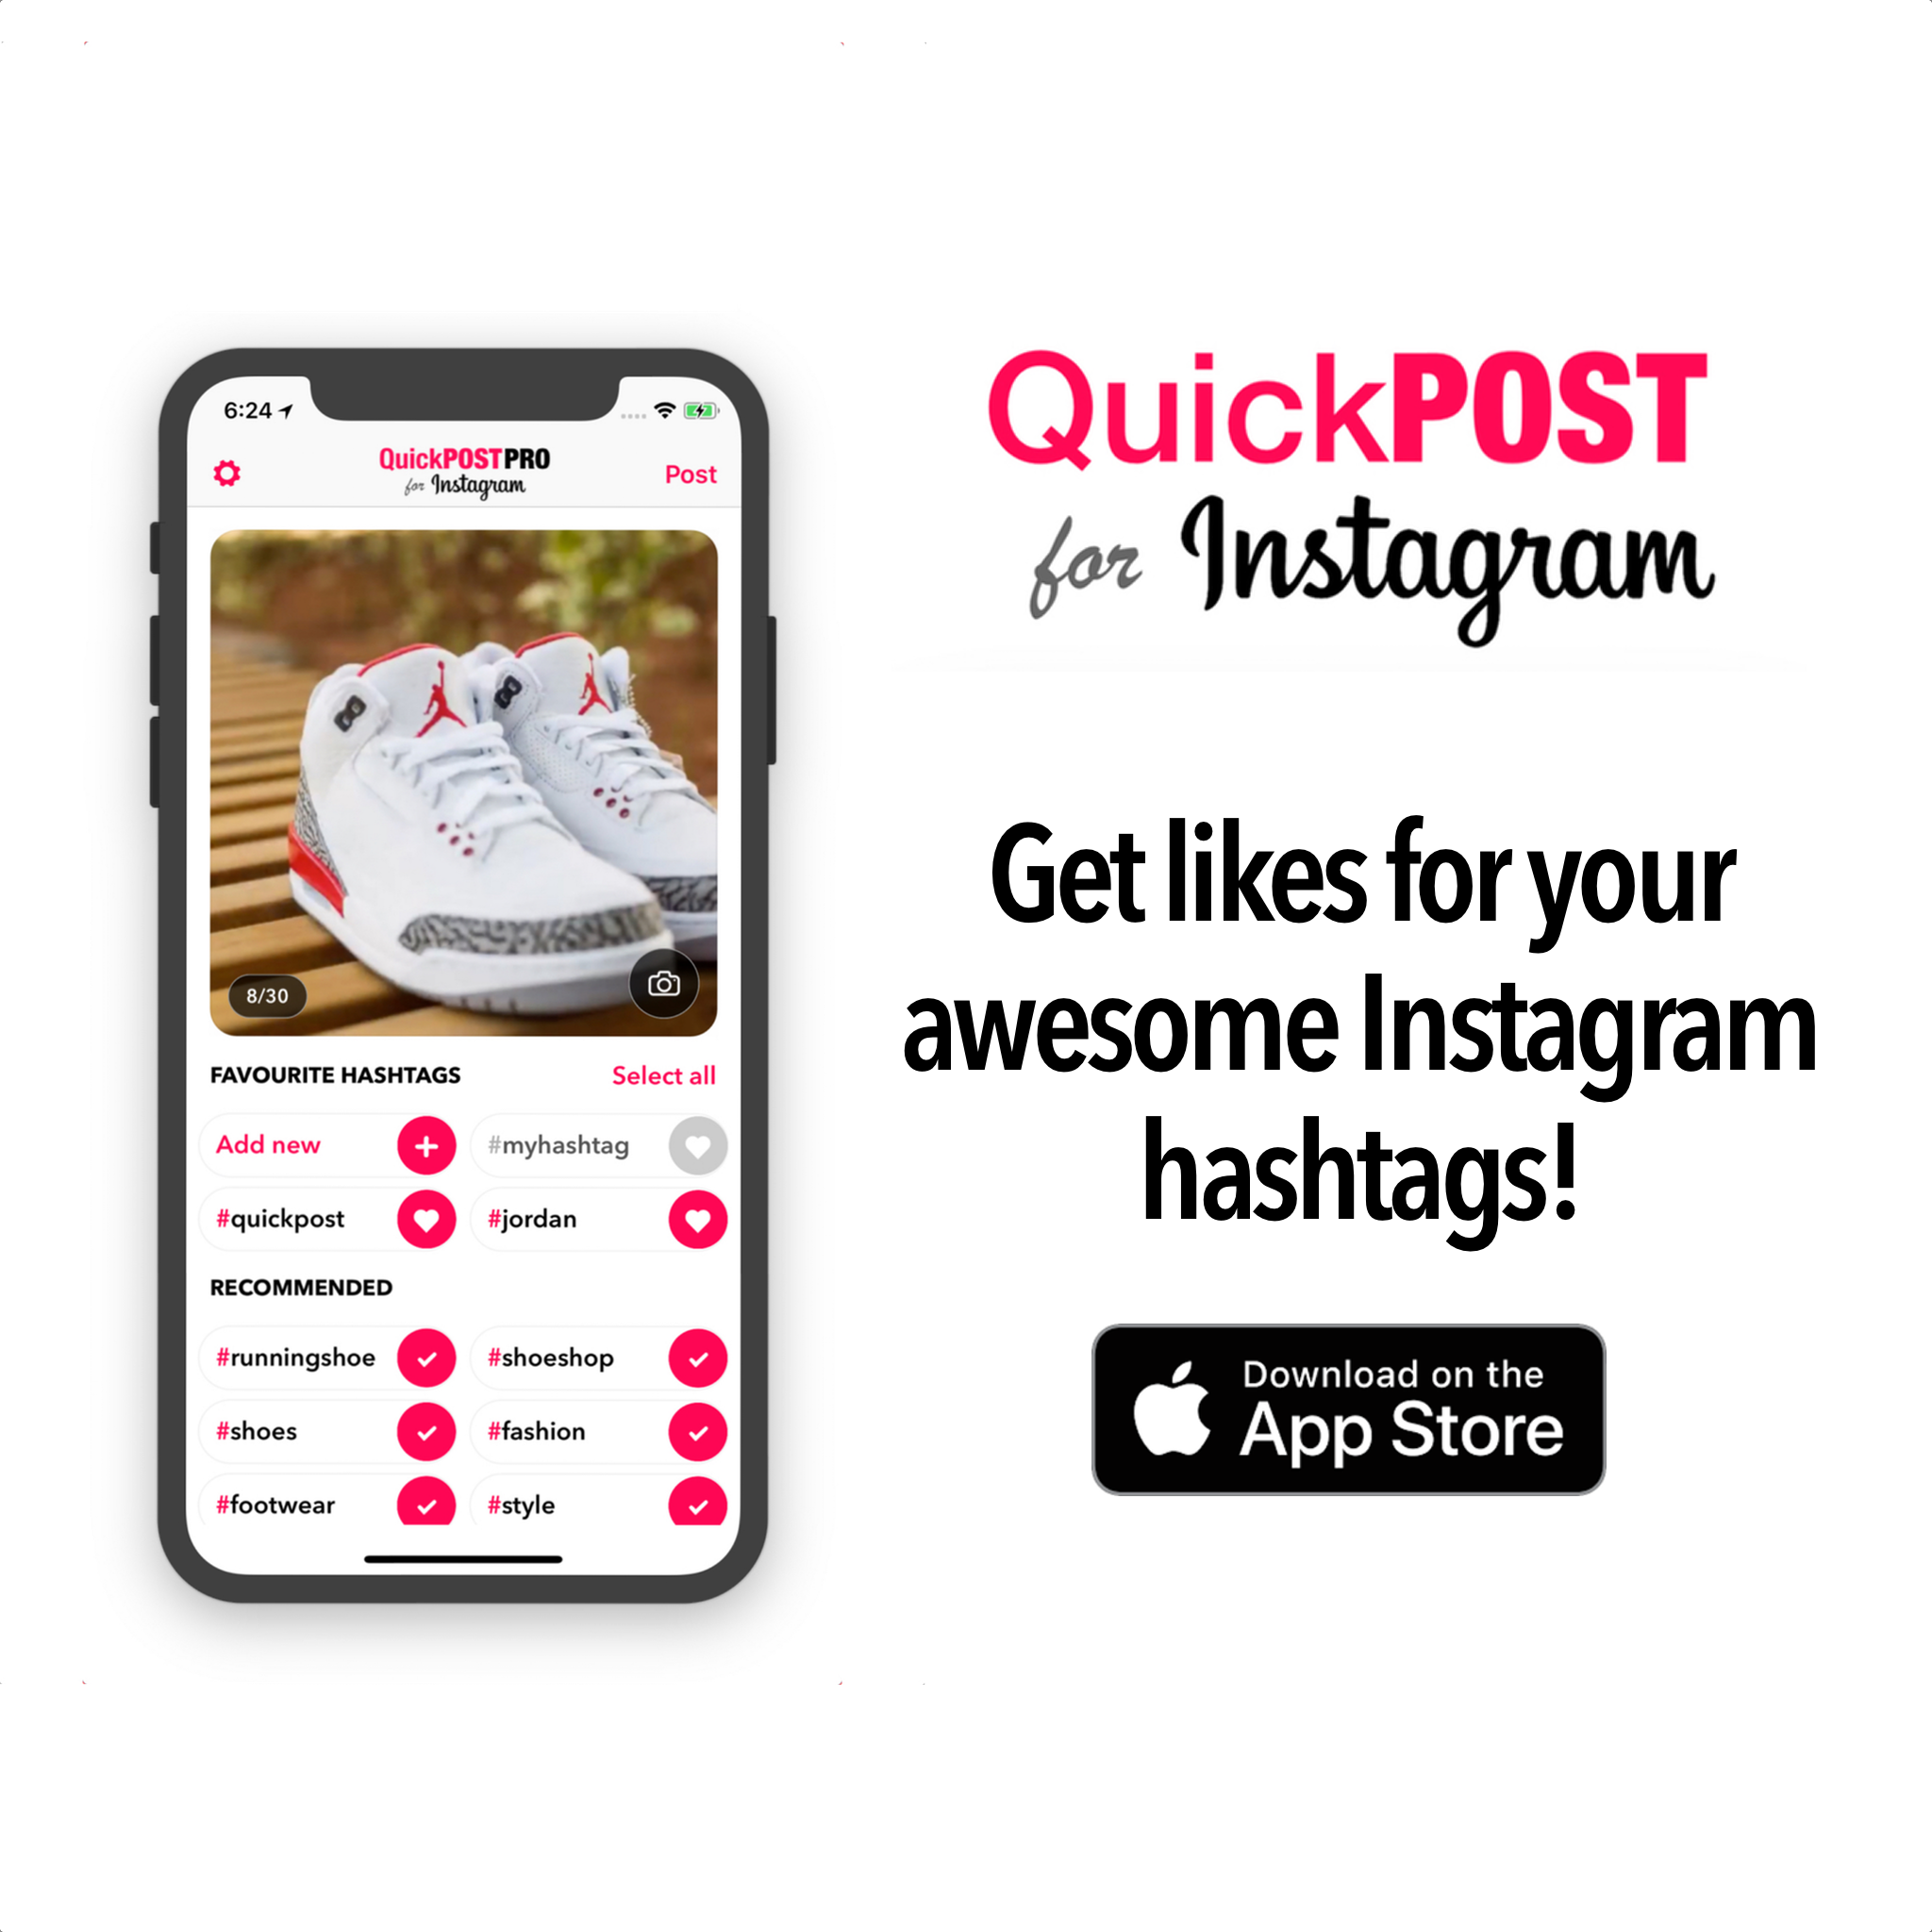 6:24
QuickPOSTPRO
for Instagram
Post
8/30
FAVOURITE HASHTAGS
Select all
Add new
#myhashtag
#quickpost
#jordan
RECOMMENDED
#runningshoe
#shoeshop
#shoes
#fashion
#footwear
#style
QuickPOST
for Instagram
Get likes for your
awesome Instagram
hashtags!
Download on the
App Store